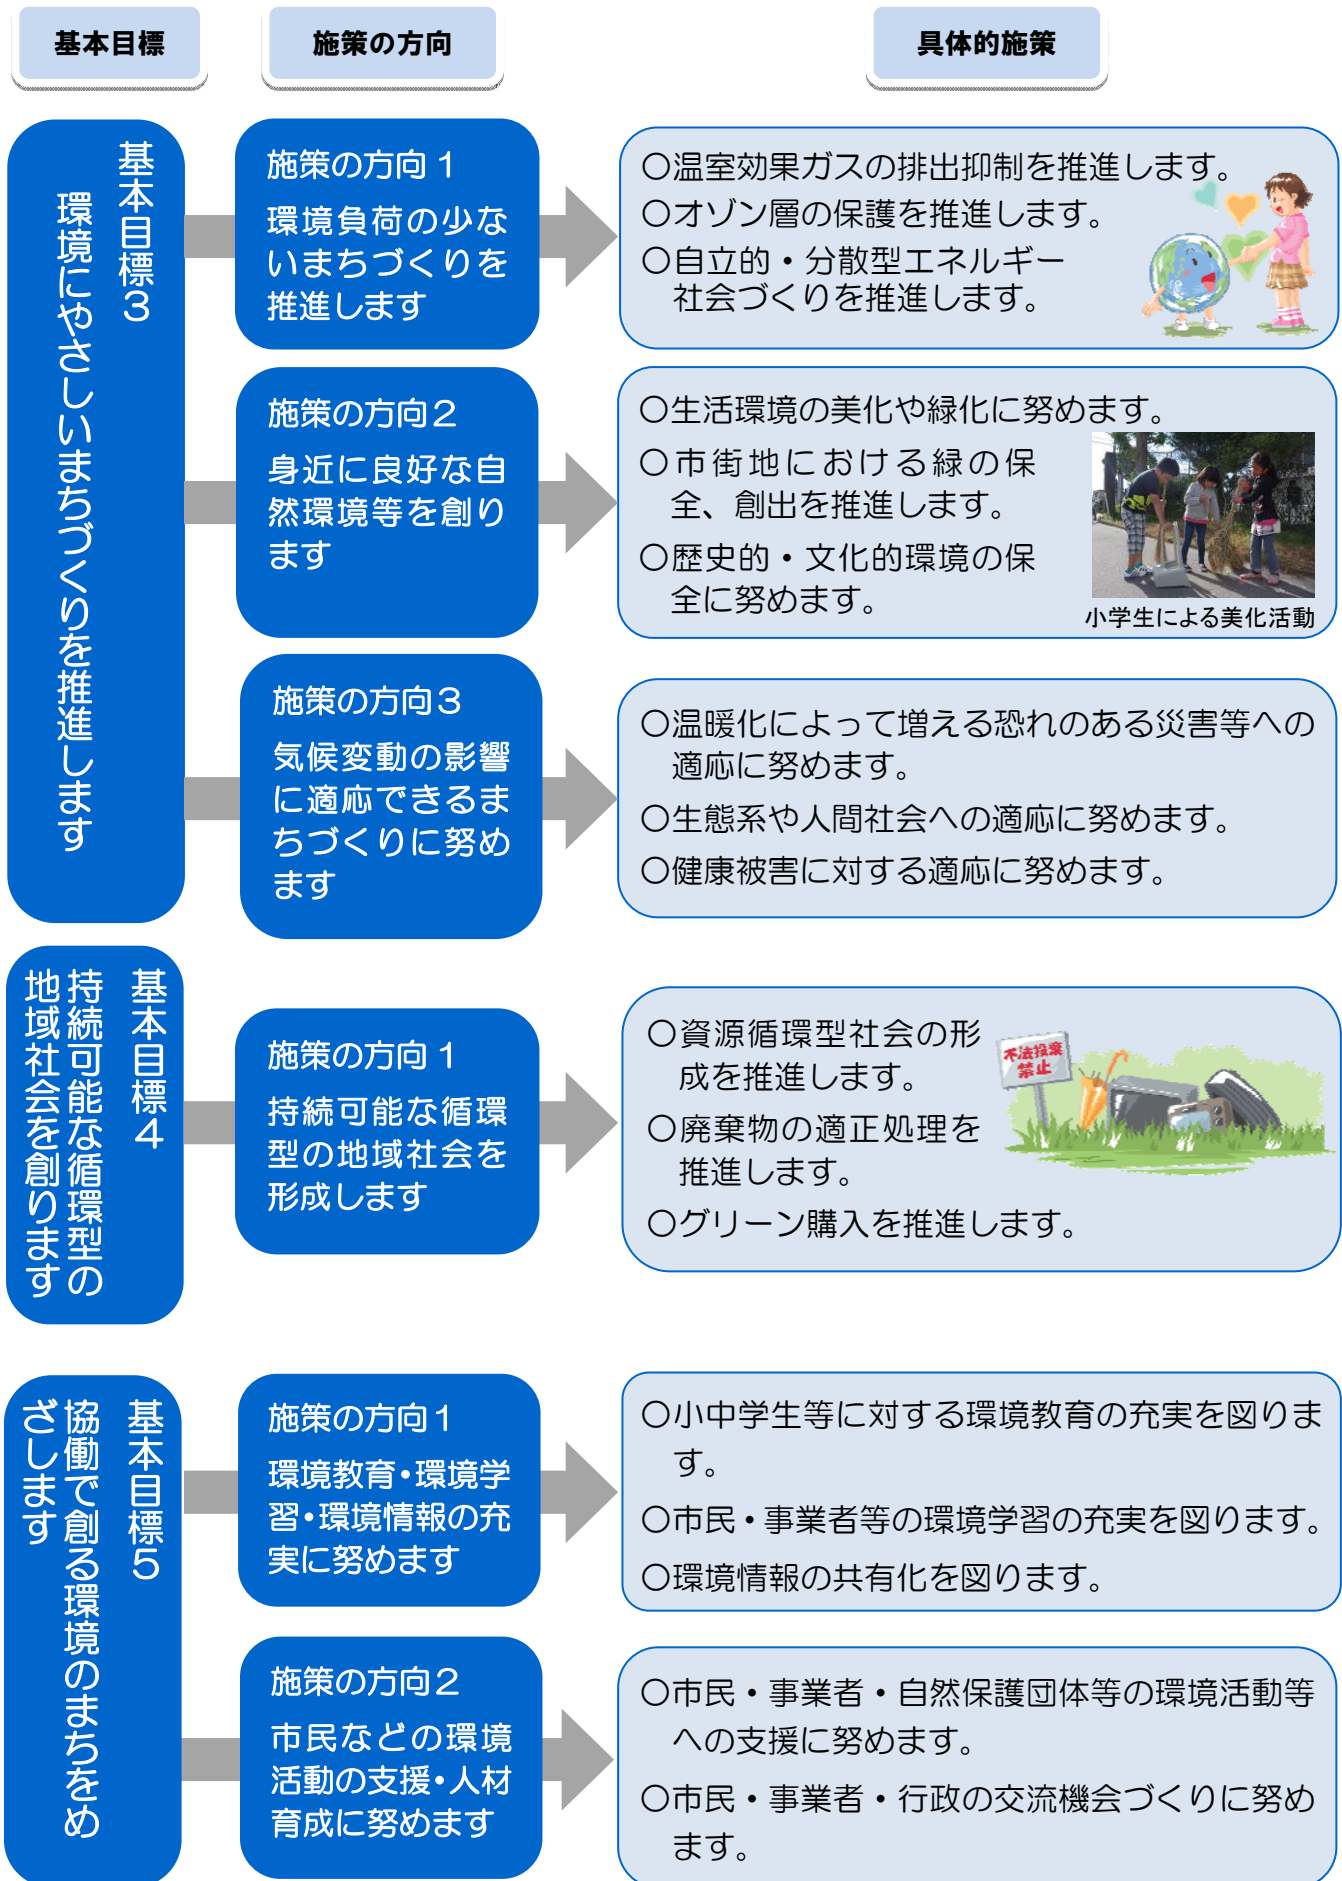 基本目標
施策の方向
具体的施策
基本目標3
環境にやさしいまちづくりを推進します
施策の方向 1
環境負荷の少な
いまちづくりを
推進します
〇温室効果ガスの排出抑制を推進します。
〇オゾン層の保護を推進します。
〇自立的・分散型エネルギー
社会づくりを推進します。
施策の方向2
身近に良好な自
然環境等を創り
ます
〇生活環境の美化や緑化に努めます。
〇市街地における緑の保
全、創出を推進します。
〇歴史的・文化的環境の保
全に努めます。
小学生による美化活動
施策の方向3
気候変動の影響
に適応できるま
ちづくりに努め
ます
〇温暖化によって増える恐れのある災害等への
適応に努めます。
〇生態系や人間社会への適応に努めます。
〇健康被害に対する適応に努めます。
基本目標4
持続可能な循環型の
地域社会を創ります
施策の方向 1
持続可能な循環
型の地域社会を
形成します
〇資源循環型社会の形
成を推進します。
〇廃棄物の適正処理を
推進します。
〇グリーン購入を推進します。
不法投棄
禁止
基本目標5
協働で創る環境のまちをめ
ざします
施策の方向1
環境教育・環境学
習・環境情報の充
実に努めます
〇小中学生等に対する環境教育の充実を図りま
す。
〇市民・事業者等の環境学習の充実を図ります。
〇環境情報の共有化を図ります。
施策の方向2
市民などの環境
活動の支援・人材
育成に努めます
〇市民・事業者・自然保護団体等の環境活動等
への支援に努めます。
〇市民・事業者・行政の交流機会づくりに努め
ます。